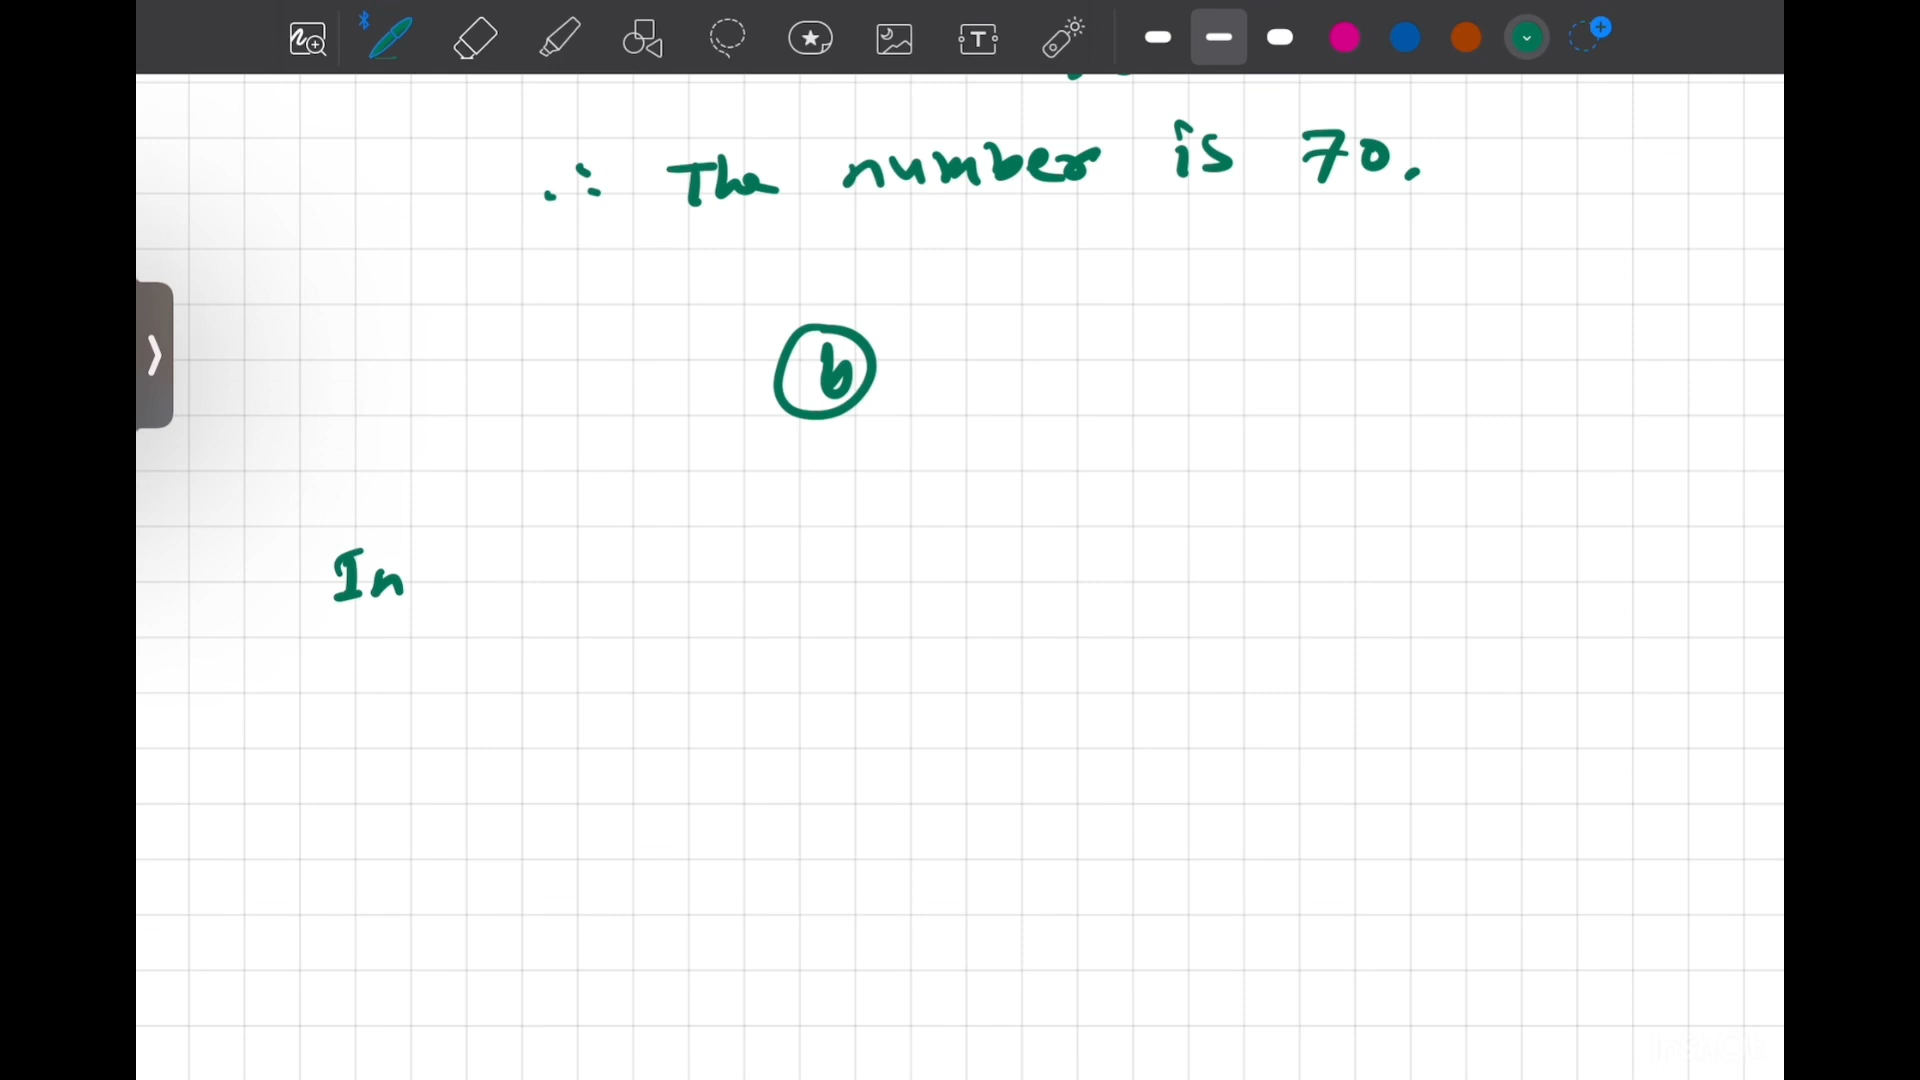 ∴ The number is 70.
b
In